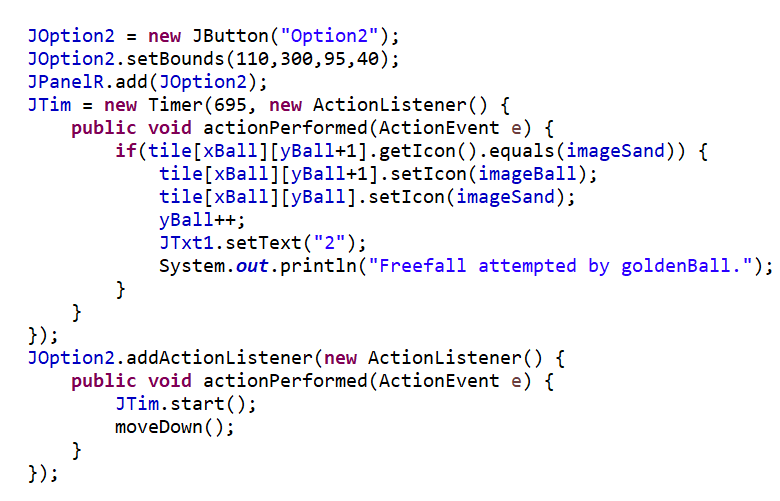 JOption2 = new JButton("Option2");
JOption2.setBounds(110,300,95,40);
JPanelR.add(JOption2);
JTim = new Timer(695, new ActionListener() {
    public void actionPerformed(ActionEvent e) {
        if(tile[xBall][yBall+1].getIcon().equals(imageSand)) {
            tile[xBall][yBall+1].setIcon(imageBall);
            tile[xBall][yBall].setIcon(imageSand);
            yBall++;
            JTxt1.setText("2");
            System.out.println("Freefall attempted by goldenBall.");
        }
    }
});
JOption2.addActionListener(new ActionListener() {
    public void actionPerformed(ActionEvent e) {
        JTim.start();
        moveDown();
    }
});